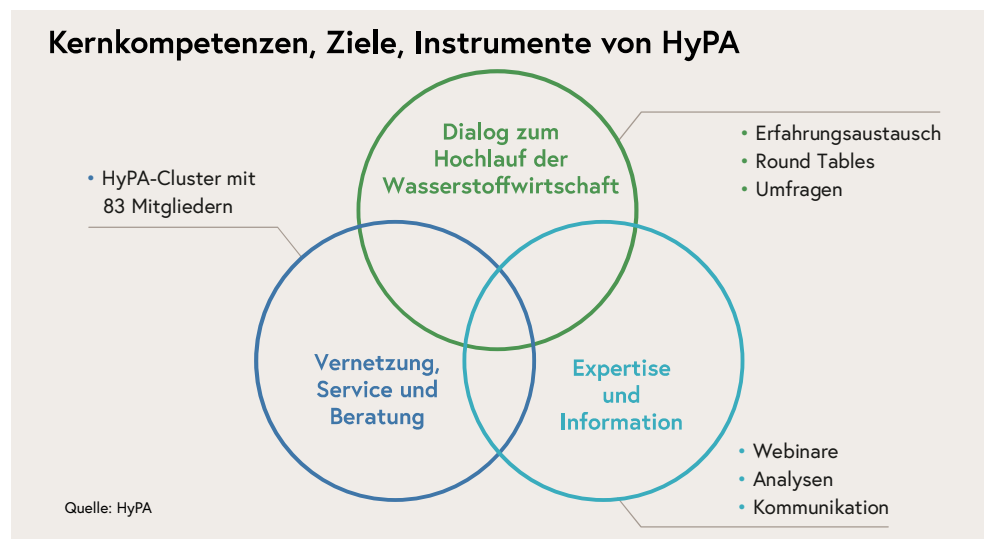 Kernkompetenzen, Ziele, Instrumente von HyPA
Dialog zum
Hochlauf der
Wasserstoffwirtschaft
• Erfahrungsaustausch
• Round Tables
• Umfragen
• HyPA-Cluster mit
83 Mitgliedern
Vernetzung,
Service und
Beratung
Expertise
und
Information
• Webinare
• Analysen
• Kommunikation
Quelle: HyPA